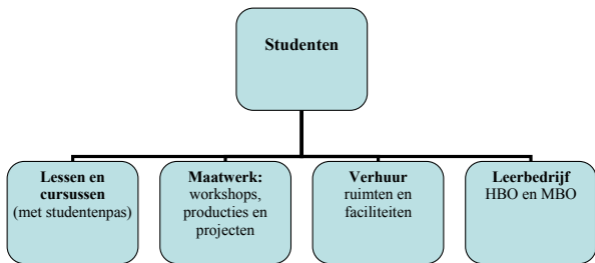 Studenten
Lessen en
cursussen
(met studentenpas)
Maatwerk:
workshops,
producties en
projecten
Verhuur
ruimten en
faciliteiten
Leerbedrijf
HBO en MBO